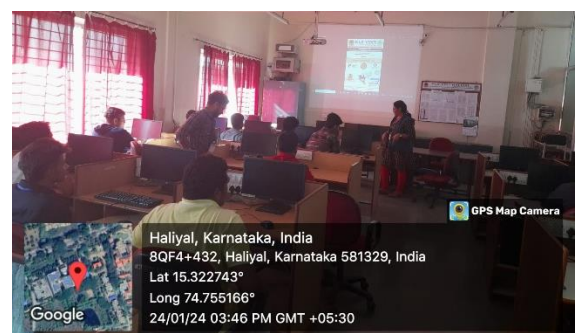 GPS Map Camera
Haliyal, Karnataka, India
8QF4+432, Haliyal, Karnataka 581329, India
Lat 15.322743°
Long 74.755166°
24/01/24 03:46 PM GMT +05:30
Google